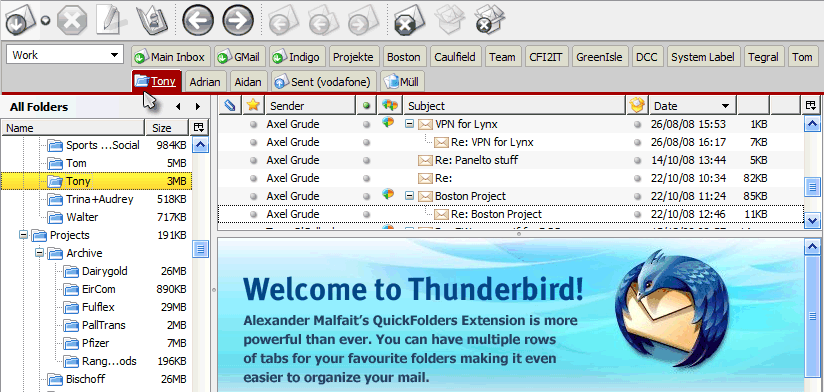 Work
Main Inbox GMail Indigo Projekte Boston Caulfield Team CFI2IT GreenIsle DCC System Label Tegral Tom
Tony Adrian Aidan Sent (vodafone) Müll
All Folders
Name Size
Sports ...Social 984KB
Tom 5MB
Tony 3MB
Trina+Audrey 518KB
Walter 717KB
Projects 191KB
Archive
Dairygold 26MB
EirCom 890KB
Fulflex 29MB
PallTrans 2MB
Pfizer 7MB
Rang...ods 196KB
Bischoff 26MB
Sender Subject Date
Axel Grude VPN for Lynx 26/08/08 15:53 1KB
Axel Grude Re: VPN for Lynx 26/08/08 16:17 7KB
Axel Grude Re: Panelto stuff 14/10/08 13:44 5KB
Axel Grude Re: 22/10/08 10:34 82KB
Axel Grude Boston Project 22/10/08 11:24 85KB
Axel Grude Re: Boston Project 22/10/08 12:46 11KB
Welcome to Thunderbird!
Alexander Malfait's QuickFolders Extension is more
powerful than ever. You can have multiple rows
of tabs for your favourite folders making it even
easier to organize your mail.